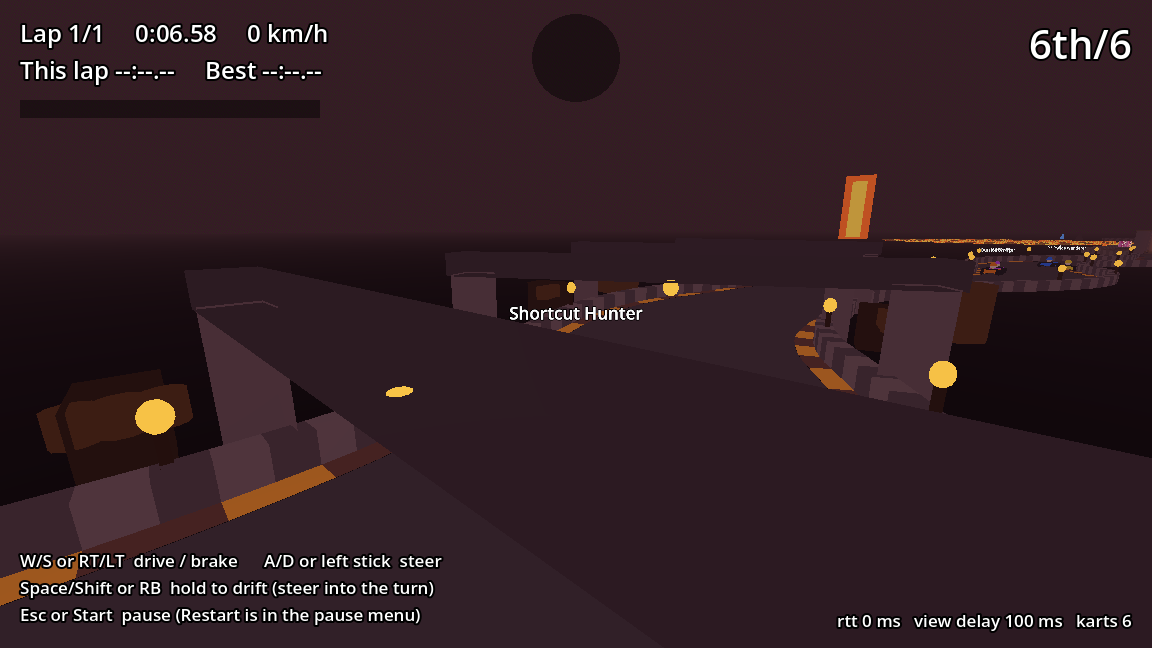 Lap 1/1 0:06.58 0 km/h
6th/6
This lap --:--.-- Best --:--.--
Shortcut Hunter
W/S or RT/LT drive / brake A/D or left stick steer
Space/Shift or RB hold to drift (steer into the turn)
Esc or Start pause (Restart is in the pause menu)
rtt 0 ms view delay 100 ms karts 6